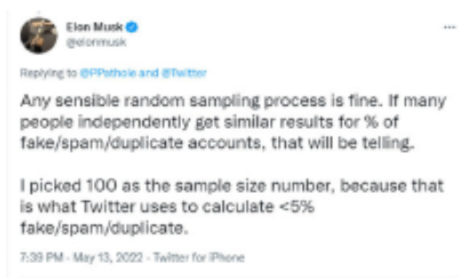 Elon Musk
@elonmusk
Replying to @PPathole and @Twitter
Any sensible random sampling process is fine. If many
people independently get similar results for % of
fake/spam/duplicate accounts, that will be telling.
I picked 100 as the sample size number, because that
is what Twitter uses to calculate <5%
fake/spam/duplicate.
7:39 PM · May 13, 2022 · Twitter for iPhone